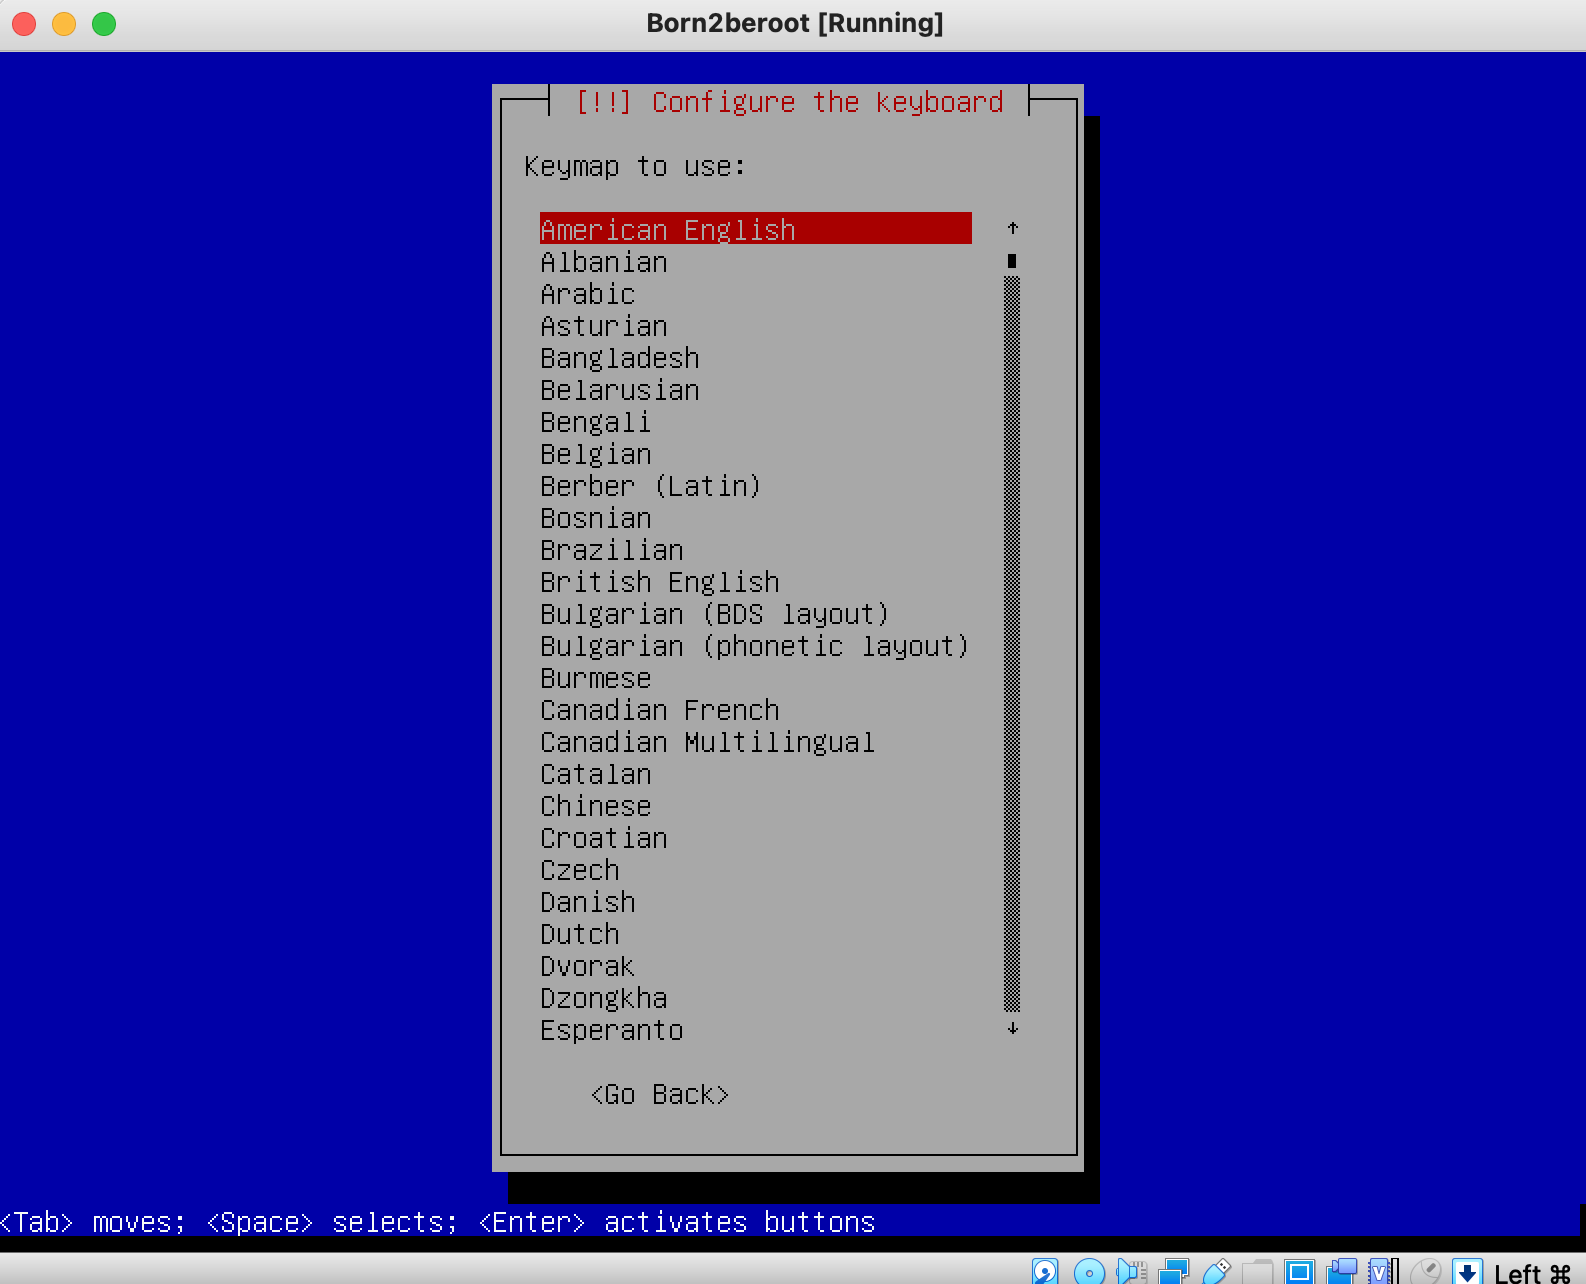 Born2beroot [Running]
[!!] Configure the keyboard
Keymap to use:
American English
Albanian
Arabic
Asturian
Bangladesh
Belarusian
Bengali
Belgian
Berber (Latin)
Bosnian
Brazilian
British English
Bulgarian (BDS layout)
Bulgarian (phonetic layout)
Burmese
Canadian French
Canadian Multilingual
Catalan
Chinese
Croatian
Czech
Danish
Dutch
Dvorak
Dzongkha
Esperanto
<Go Back>
<Tab> moves; <Space> selects; <Enter> activates buttons
Left ⌘